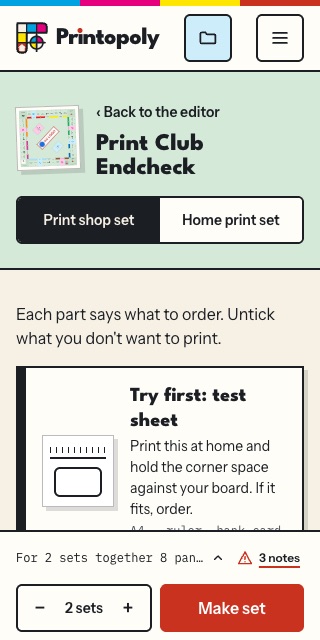 Printopoly
‹ Back to the editor
Print Club
Endcheck
Print shop set
Home print set
Each part says what to order. Untick
what you don't want to print.
Try first: test
sheet
Print this at home and
hold the corner space
against your board. If it
fits, order.
For 2 sets together 8 pan…
3 notes
− 2 sets +
Make set